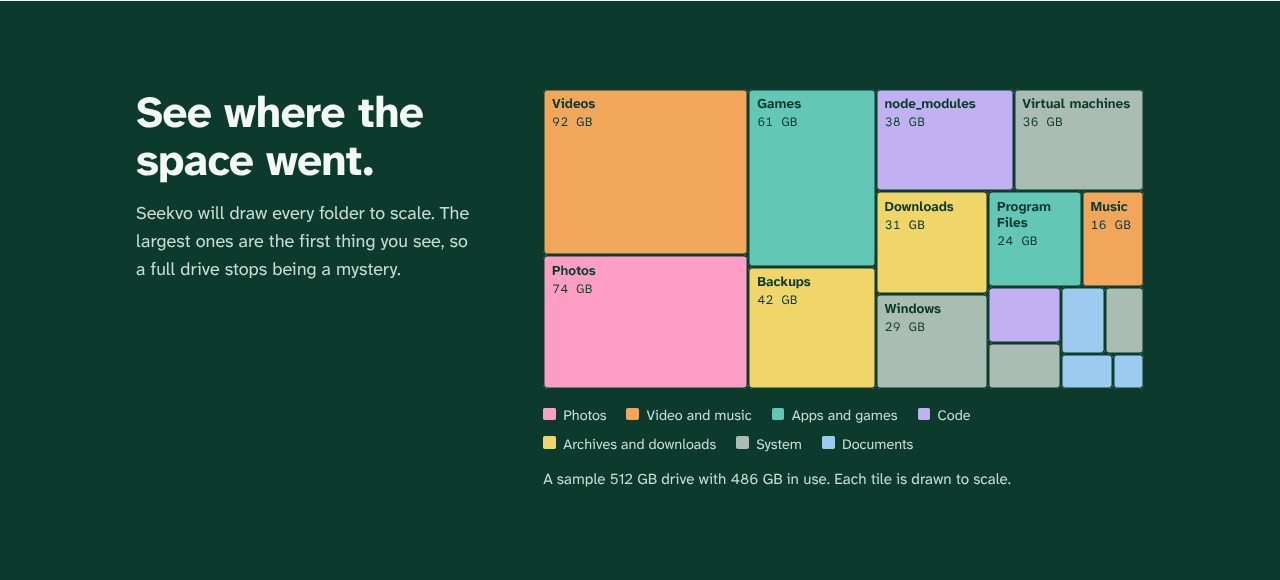 See where the
space went.
Seekvo will draw every folder to scale. The
largest ones are the first thing you see, so
a full drive stops being a mystery.
Videos
92 GB
Games
61 GB
node_modules
38 GB
Virtual machines
36 GB
Downloads
31 GB
Program
Files
24 GB
Music
16 GB
Photos
74 GB
Backups
42 GB
Windows
29 GB
Photos
Video and music
Apps and games
Code
Archives and downloads
System
Documents
A sample 512 GB drive with 486 GB in use. Each tile is drawn to scale.